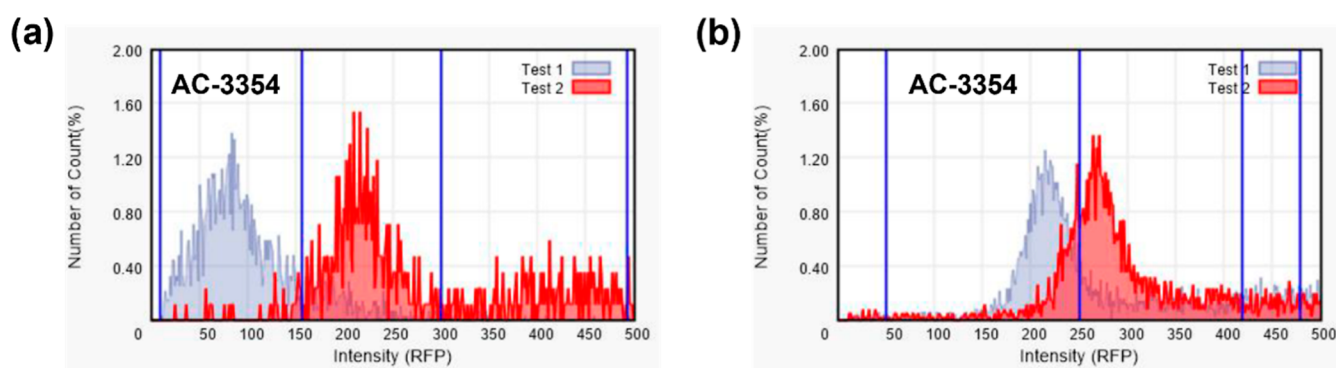 (a)
2.00
1.60
1.20
0.80
0.40
Number of Count(%)
AC-3354
Test 1
Test 2
0 50 100 150 200 250 300 350 400 450 500
Intensity (RFP)
(b)
2.00
1.60
1.20
0.80
0.40
Number of Count(%)
AC-3354
Test 1
Test 2
0 50 100 150 200 250 300 350 400 450 500
Intensity (RFP)